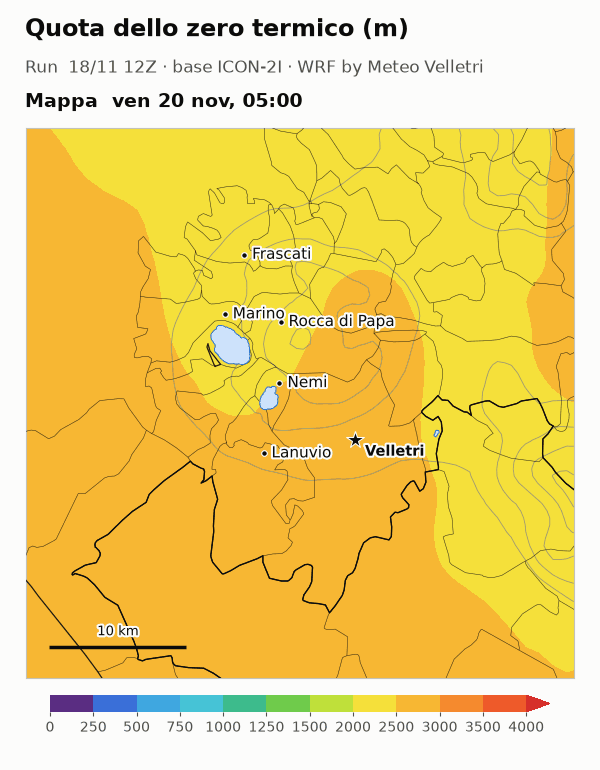 Quota dello zero termico (m)
Run  18/11 12Z · base ICON-2I · WRF by Meteo Velletri
Mappa  ven 20 nov, 05:00
Frascati
Marino
Rocca di Papa
Nemi
Velletri
Lanuvio
10 km
0 250 500 750 1000 1250 1500 2000 2500 3000 3500 4000